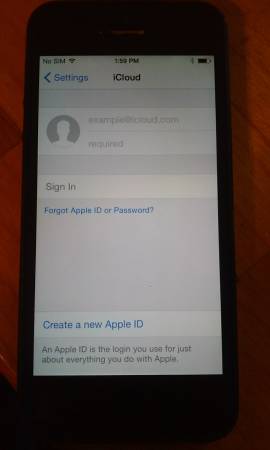 No SIM 1:59 PM
Settings iCloud
example@icloud.com
required
Sign In
Forgot Apple ID or Password?
Create a new Apple ID
An Apple ID is the login you use for just
about everything you do with Apple.